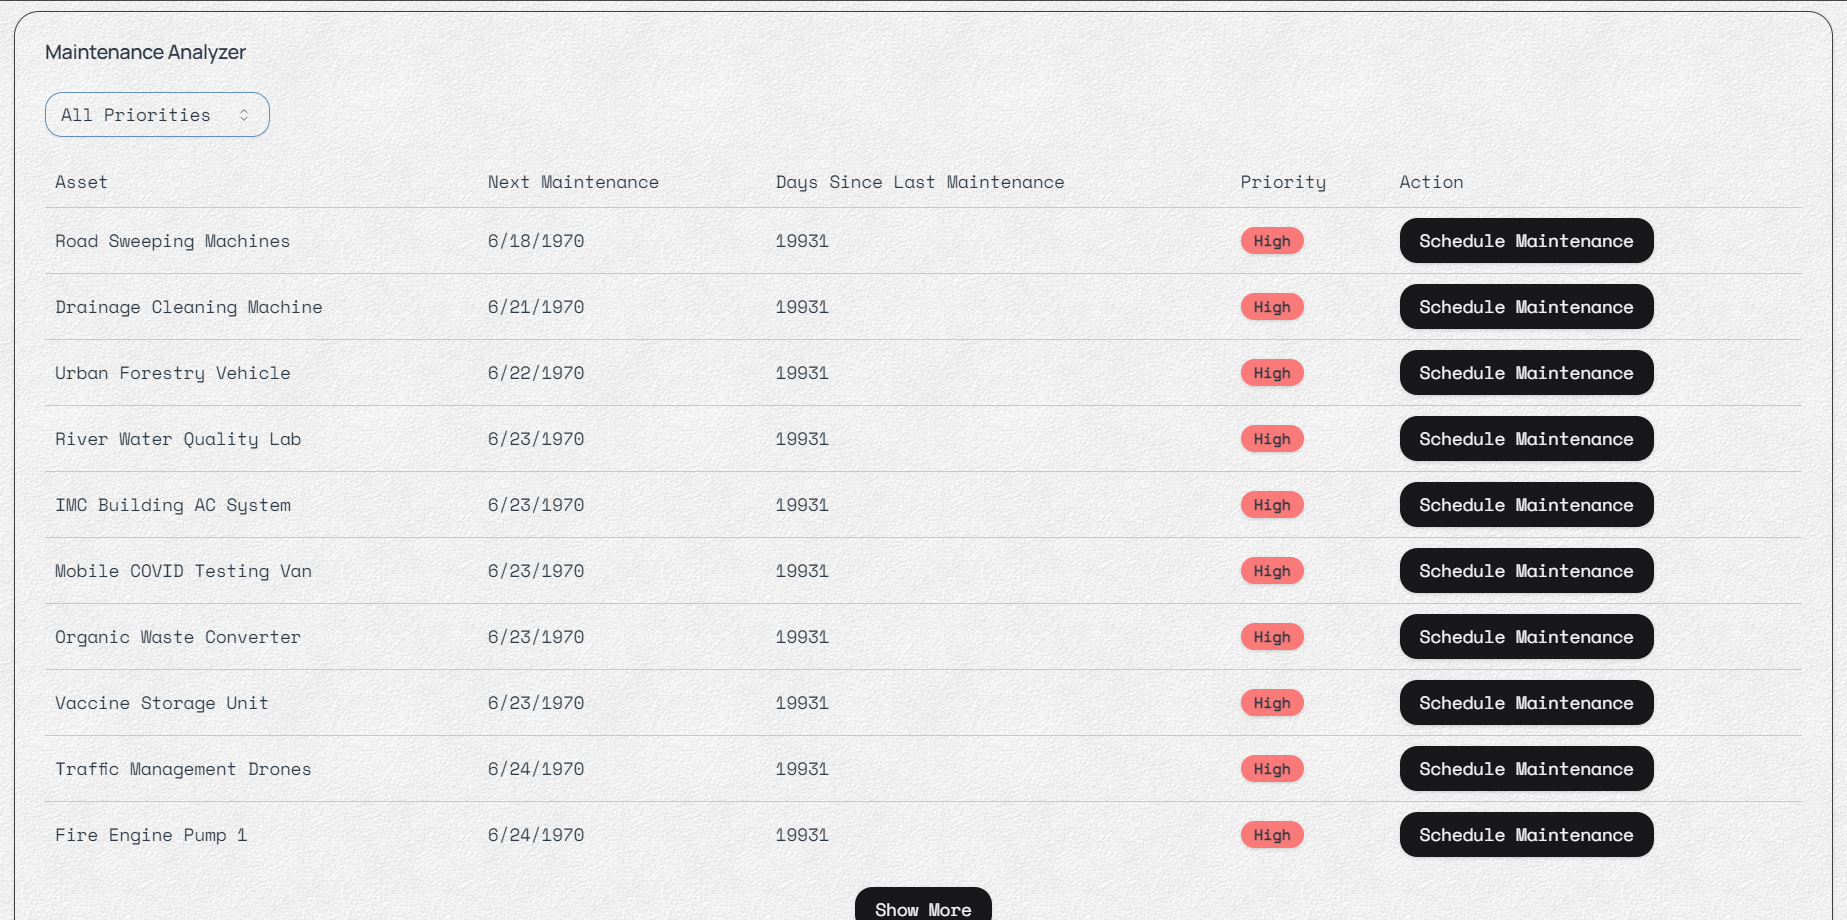 Maintenance Analyzer
All Priorities
Asset Next Maintenance Days Since Last Maintenance Priority Action
Road Sweeping Machines 6/18/1970 19931 High Schedule Maintenance
Drainage Cleaning Machine 6/21/1970 19931 High Schedule Maintenance
Urban Forestry Vehicle 6/22/1970 19931 High Schedule Maintenance
River Water Quality Lab 6/23/1970 19931 High Schedule Maintenance
IMC Building AC System 6/23/1970 19931 High Schedule Maintenance
Mobile COVID Testing Van 6/23/1970 19931 High Schedule Maintenance
Organic Waste Converter 6/23/1970 19931 High Schedule Maintenance
Vaccine Storage Unit 6/23/1970 19931 High Schedule Maintenance
Traffic Management Drones 6/24/1970 19931 High Schedule Maintenance
Fire Engine Pump 1 6/24/1970 19931 High Schedule Maintenance
Show More